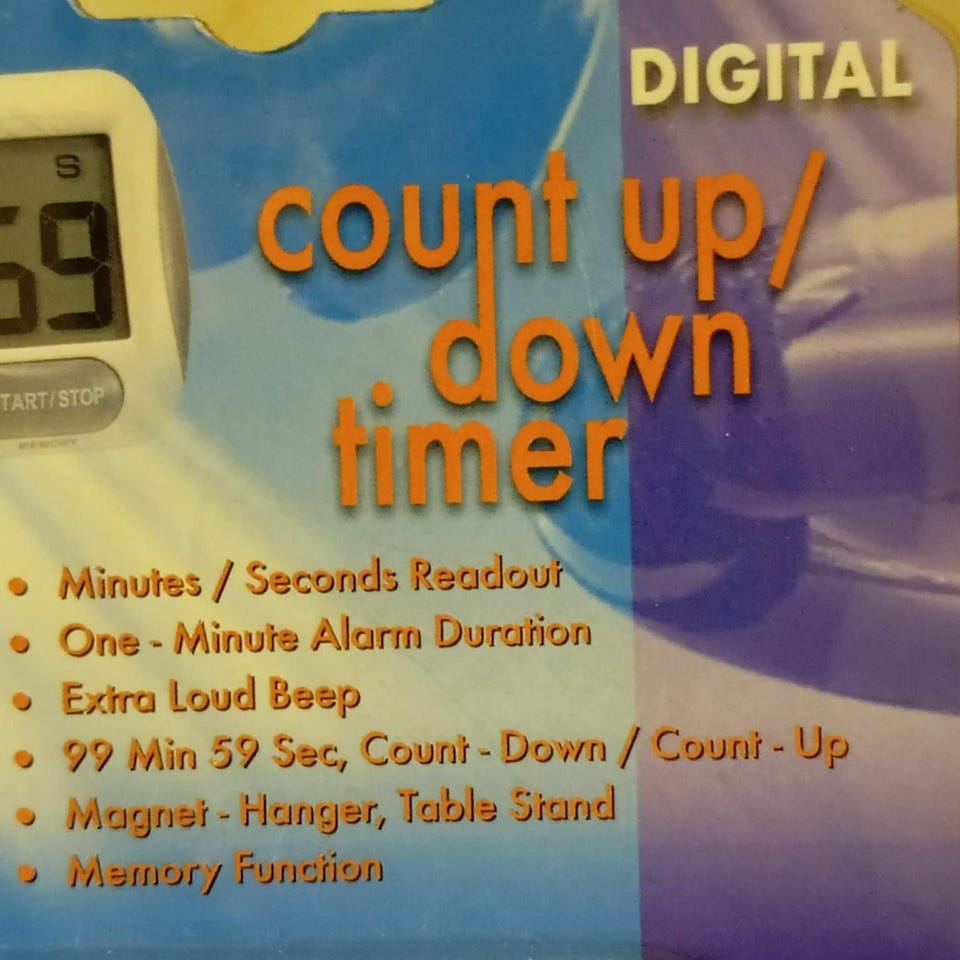 DIGITAL
count up/
down
timer
S
59
START/STOP
MEMORY
• Minutes / Seconds Readout
• One - Minute Alarm Duration
• Extra Loud Beep
• 99 Min 59 Sec, Count - Down / Count - Up
• Magnet - Hanger, Table Stand
• Memory Function